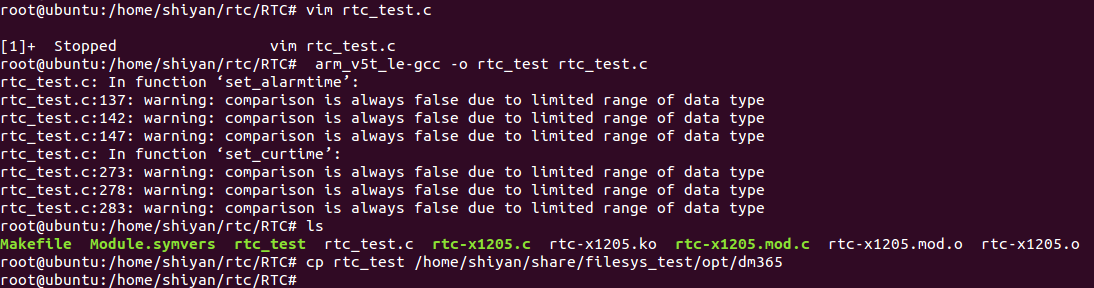 root@ubuntu:/home/shiyan/rtc/RTC# vim rtc_test.c
[1]+  Stopped                 vim rtc_test.c
root@ubuntu:/home/shiyan/rtc/RTC#  arm_v5t_le-gcc -o rtc_test rtc_test.c
rtc_test.c: In function ‘set_alarmtime’:
rtc_test.c:137: warning: comparison is always false due to limited range of data type
rtc_test.c:142: warning: comparison is always false due to limited range of data type
rtc_test.c:147: warning: comparison is always false due to limited range of data type
rtc_test.c: In function ‘set_curtime’:
rtc_test.c:273: warning: comparison is always false due to limited range of data type
rtc_test.c:278: warning: comparison is always false due to limited range of data type
rtc_test.c:283: warning: comparison is always false due to limited range of data type
root@ubuntu:/home/shiyan/rtc/RTC# ls
Makefile  Module.symvers  rtc_test  rtc_test.c  rtc-x1205.c  rtc-x1205.ko  rtc-x1205.mod.c  rtc-x1205.mod.o  rtc-x1205.o
root@ubuntu:/home/shiyan/rtc/RTC# cp rtc_test /home/shiyan/share/filesys_test/opt/dm365
root@ubuntu:/home/shiyan/rtc/RTC#